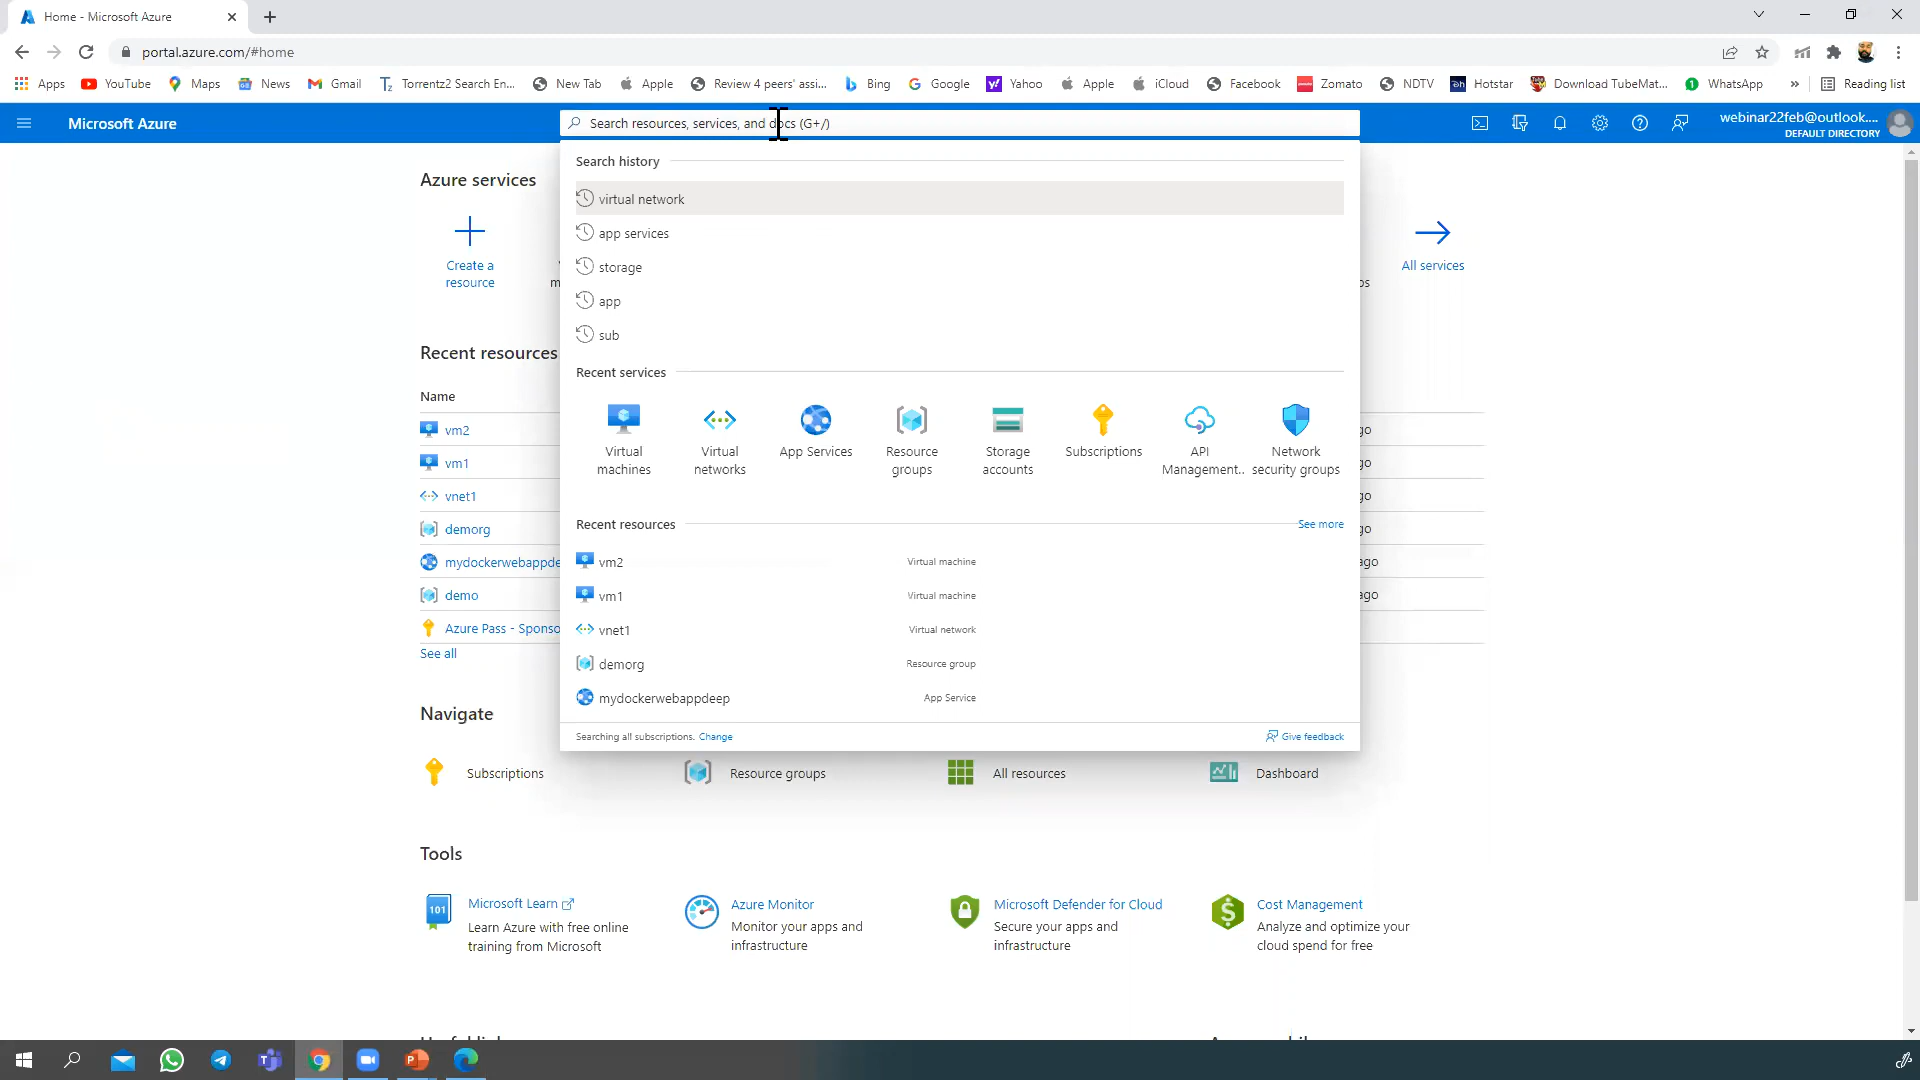 Home - Microsoft Azure
portal.azure.com/#home
Apps YouTube Maps News Gmail Torrentz2 Search En... New Tab Apple Review 4 peers' assi... Bing Google Yahoo Apple iCloud Facebook Zomato NDTV Hotstar Download TubeMat... WhatsApp » Reading list
Microsoft Azure
Search resources, services, and docs (G+/)
webinar22feb@outlook....
DEFAULT DIRECTORY
Azure services
Create a
resource
All services
Search history
virtual network
app services
storage
app
sub
Recent services
Virtual
machines
Virtual
networks
App Services
Resource
groups
Storage
accounts
Subscriptions
API
Management..
Network
security groups
Recent resources See more
vm2 Virtual machine
vm1 Virtual machine
vnet1 Virtual network
demorg Resource group
mydockerwebappdeep App Service
Searching all subscriptions. Change Give feedback
Recent resources
Name
vm2
vm1
vnet1
demorg
mydockerwebappde
demo
Azure Pass - Sponso
See all
Navigate
Subscriptions Resource groups All resources Dashboard
Tools
Microsoft Learn
Learn Azure with free online
training from Microsoft
Azure Monitor
Monitor your apps and
infrastructure
Microsoft Defender for Cloud
Secure your apps and
infrastructure
Cost Management
Analyze and optimize your
cloud spend for free